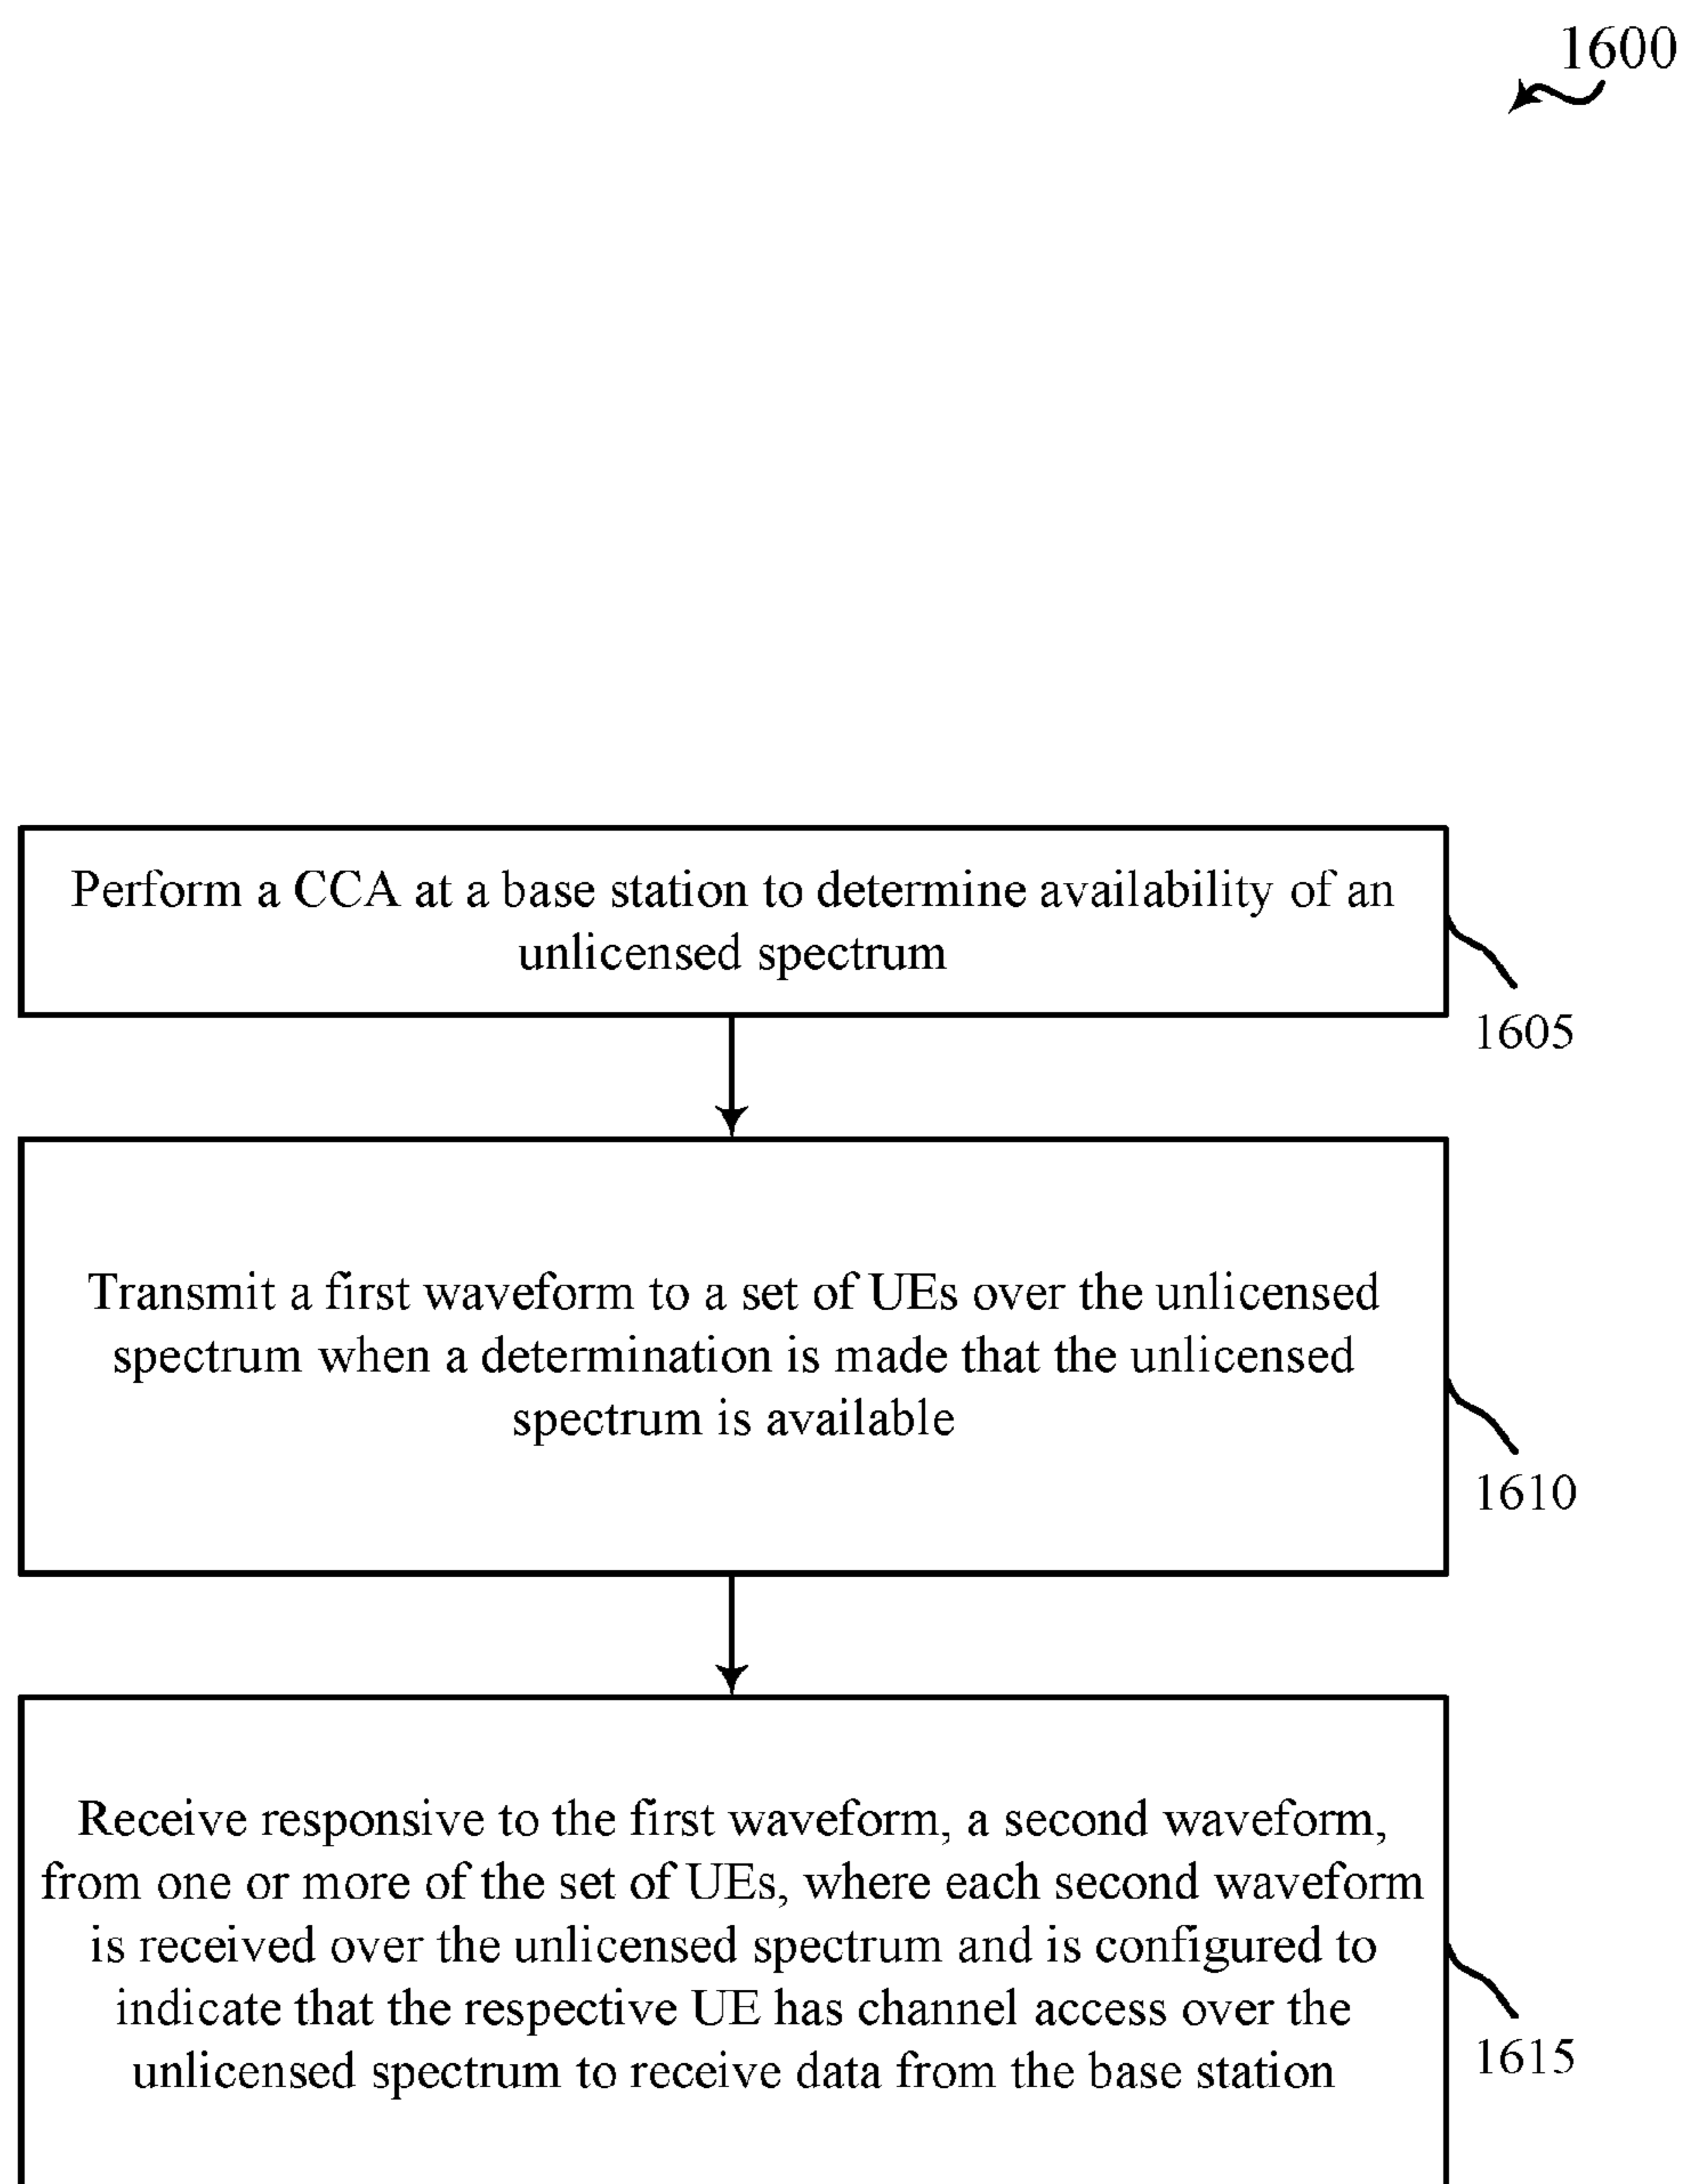 1600
Perform a CCA at a base station to determine availability of an
unlicensed spectrum
1605
Transmit a first waveform to a set of UEs over the unlicensed
spectrum when a determination is made that the unlicensed
spectrum is available
1610
Receive responsive to the first waveform, a second waveform,
from one or more of the set of UEs, where each second waveform
is received over the unlicensed spectrum and is configured to
indicate that the respective UE has channel access over the
unlicensed spectrum to receive data from the base station
1615